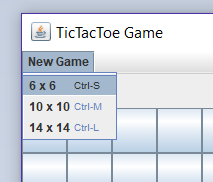 TicTacToe Game
New Game
6 x 6 Ctrl-S
10 x 10 Ctrl-M
14 x 14 Ctrl-L